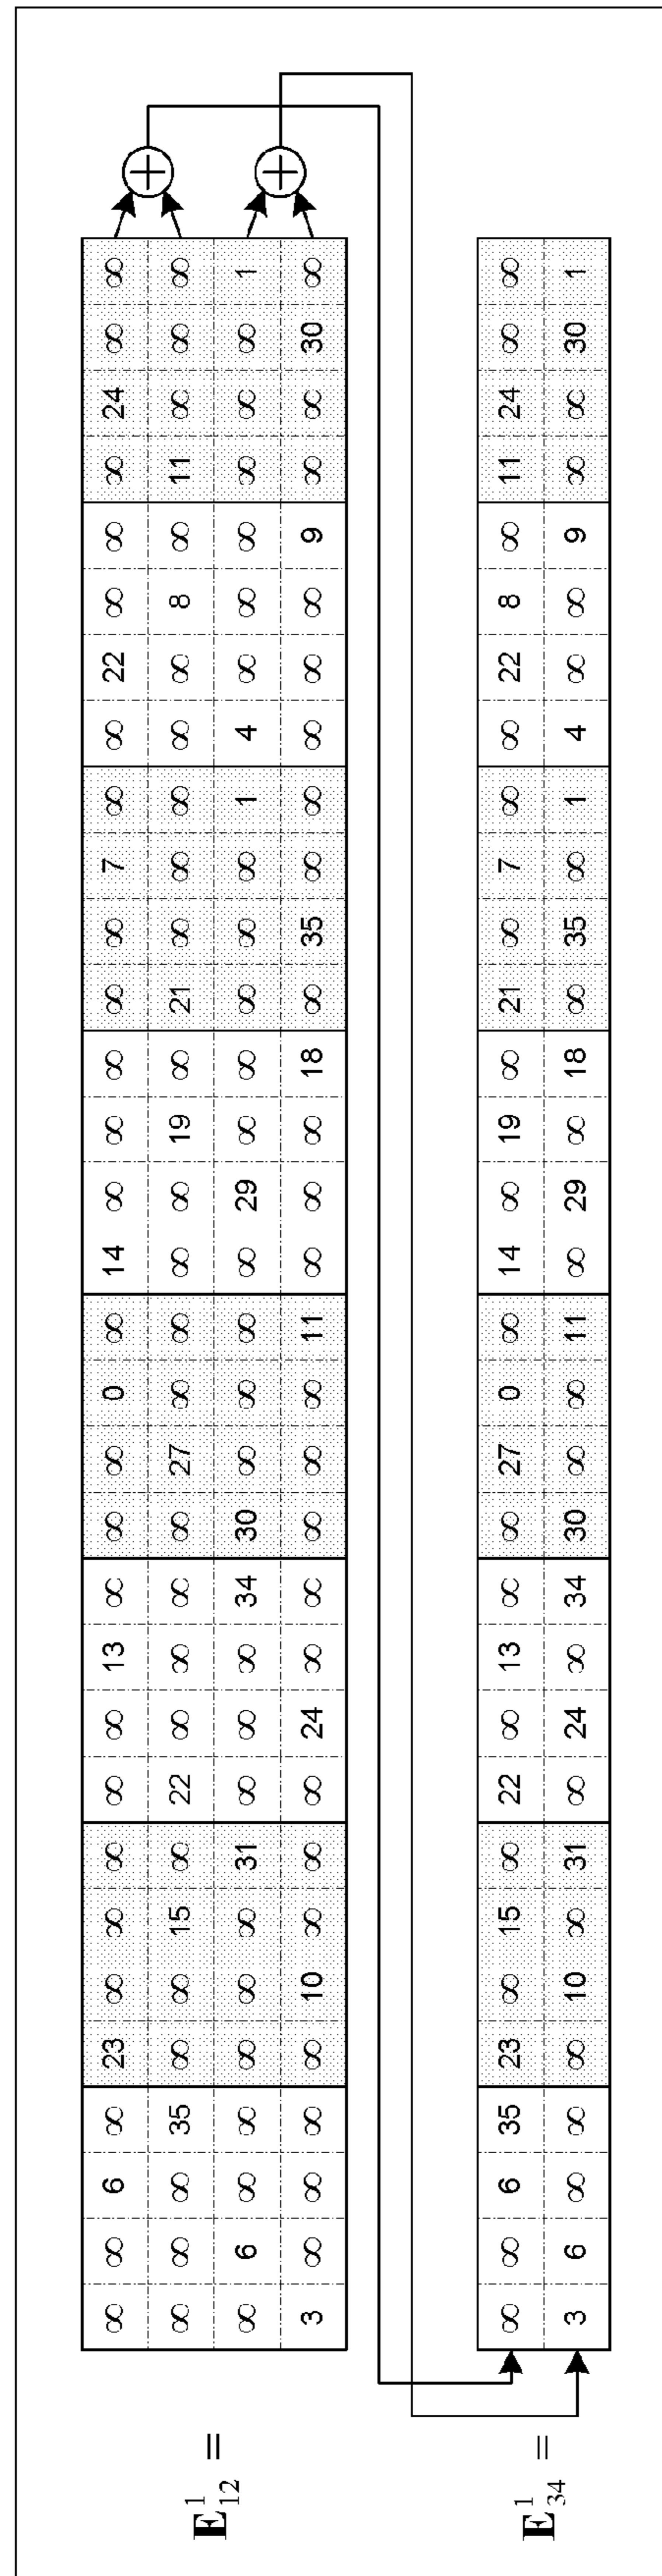 ∞ ∞ 6 ∞ 23 ∞ ∞ ∞ ∞ ∞ 13 ∞ ∞ ∞ 0 ∞ 14 ∞ ∞ ∞ ∞ ∞ 7 ∞ ∞ 22 ∞ ∞ ∞ 24 ∞ ∞
∞ ∞ ∞ 35 ∞ ∞ 15 ∞ 22 ∞ ∞ ∞ ∞ 27 ∞ ∞ ∞ ∞ 19 ∞ 21 ∞ ∞ ∞ ∞ ∞ 8 ∞ 11 ∞ ∞ ∞
E¹₁₂ =
∞ 6 ∞ ∞ ∞ ∞ ∞ 31 ∞ ∞ ∞ 34 30 ∞ ∞ ∞ ∞ 29 ∞ ∞ ∞ ∞ ∞ 1 4 ∞ ∞ ∞ ∞ ∞ ∞ 1
3 ∞ ∞ ∞ ∞ 10 ∞ ∞ ∞ 24 ∞ ∞ ∞ ∞ ∞ 11 ∞ ∞ ∞ 18 ∞ 35 ∞ ∞ ∞ ∞ ∞ 9 ∞ ∞ 30 ∞
∞ ∞ 6 35 23 ∞ 15 ∞ 22 ∞ 13 ∞ ∞ 27 0 ∞ 14 ∞ 19 ∞ 21 ∞ 7 ∞ ∞ 22 8 ∞ 11 24 ∞ ∞
E¹₃₄ =
3 6 ∞ ∞ ∞ 10 ∞ 31 ∞ 24 ∞ 34 30 ∞ ∞ 11 ∞ 29 ∞ 18 ∞ 35 ∞ 1 4 ∞ ∞ 9 ∞ ∞ 30 1